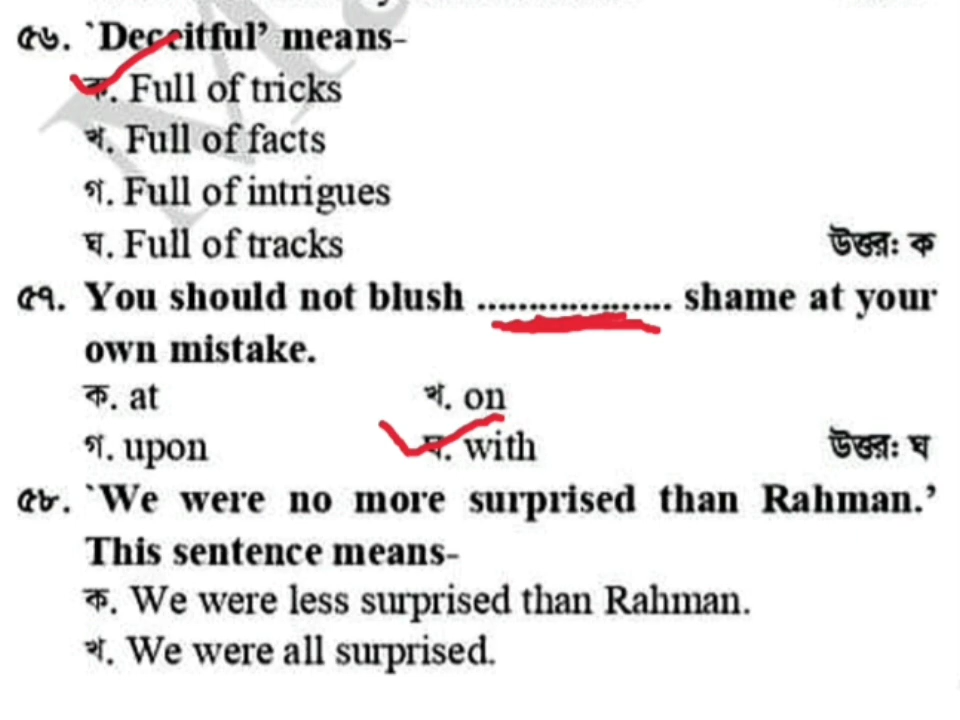 ৫৬. `Deceitful’ means-
ক. Full of tricks
খ. Full of facts
গ. Full of intrigues
ঘ. Full of tracks উত্তর: ক
৫৭. You should not blush ................... shame at your
own mistake.
ক. at খ. on
গ. upon ঘ. with উত্তর: ঘ
৫৮. `We were no more surprised than Rahman.’
This sentence means-
ক. We were less surprised than Rahman.
খ. We were all surprised.